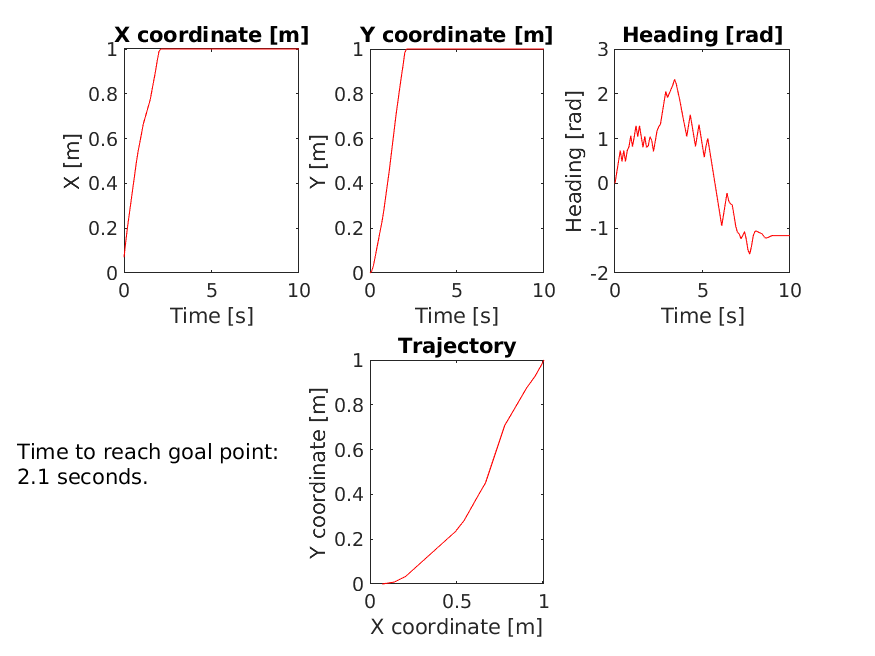 X coordinate [m]
1
0.8
0.6
0.4
0.2
0
X [m]
0 5 10
Time [s]
Y coordinate [m]
1
0.8
0.6
0.4
0.2
0
Y [m]
0 5 10
Time [s]
Heading [rad]
3
2
1
0
-1
-2
Heading [rad]
0 5 10
Time [s]
Time to reach goal point:
2.1 seconds.
Trajectory
1
0.8
0.6
0.4
0.2
0
Y coordinate [m]
0 0.5 1
X coordinate [m]